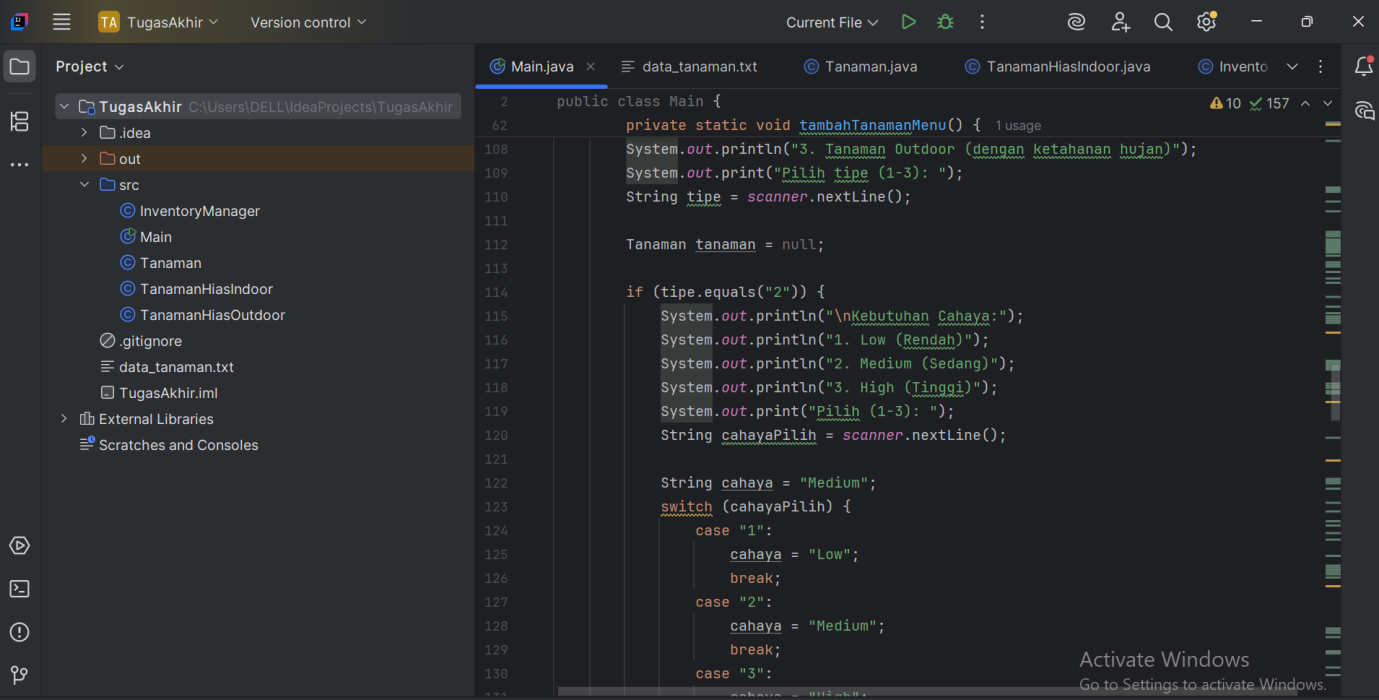 TA TugasAkhir Version control Current File
Project
Main.java data_tanaman.txt Tanaman.java TanamanHiasIndoor.java Invento
TugasAkhir C:\Users\DELL\IdeaProjects\TugasAkhir
.idea
out
src
InventoryManager
Main
Tanaman
TanamanHiasIndoor
TanamanHiasOutdoor
.gitignore
data_tanaman.txt
TugasAkhir.iml
External Libraries
Scratches and Consoles
2 public class Main { 10 157
62 private static void tambahTanamanMenu() { 1 usage
108 System.out.println("3. Tanaman Outdoor (dengan ketahanan hujan)");
109 System.out.print("Pilih tipe (1-3): ");
110 String tipe = scanner.nextLine();
111
112 Tanaman tanaman = null;
113
114 if (tipe.equals("2")) {
115 System.out.println("\nKebutuhan Cahaya:");
116 System.out.println("1. Low (Rendah)");
117 System.out.println("2. Medium (Sedang)");
118 System.out.println("3. High (Tinggi)");
119 System.out.print("Pilih (1-3): ");
120 String cahayaPilih = scanner.nextLine();
121
122 String cahaya = "Medium";
123 switch (cahayaPilih) {
124 case "1":
125 cahaya = "Low";
126 break;
127 case "2":
128 cahaya = "Medium";
129 break;
130 case "3":
131 cahaya = "High";
Activate Windows
Go to Settings to activate Windows.